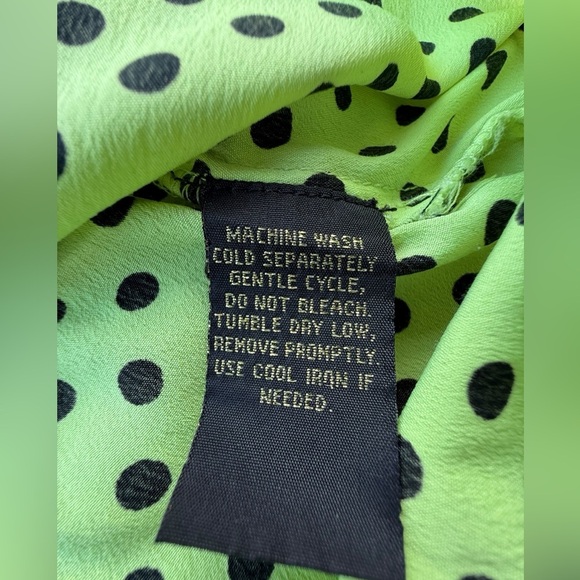 MACHINE WASH
COLD SEPARATELY
GENTLE CYCLE,
DO NOT BLEACH.
TUMBLE DRY LOW,
REMOVE PROMPTLY.
USE COOL IRON IF
NEEDED.